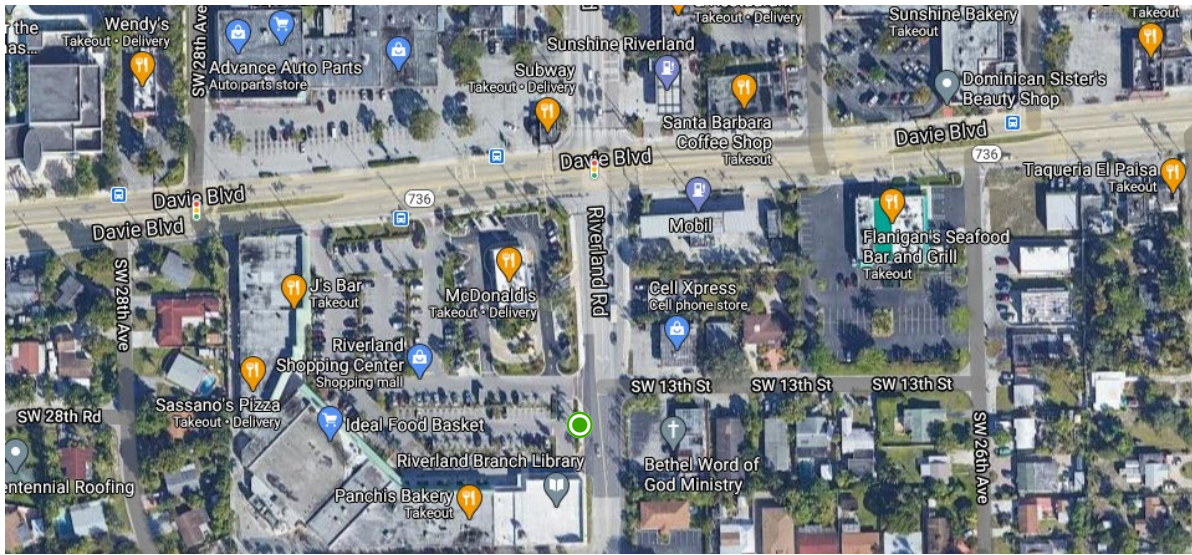 the
nas...
Wendy's
Takeout • Delivery
SW 28th Ave
Advance Auto Parts
Auto parts store
Subway
Takeout • Delivery
Takeout • Delivery
Sunshine Riverland
Santa Barbara
Coffee Shop
Takeout
Sunshine Bakery
Takeout
Takeout
Dominican Sister's
Beauty Shop
Davie Blvd
Davie Blvd
Davie Blvd
Davie Blvd
736
736
Taqueria El Paisa
Takeout
Mobil
Flanigan's Seafood
Bar and Grill
Takeout
Riverland Rd
SW 28th Ave
J's Bar
Takeout
McDonald's
Takeout • Delivery
Cell Xpress
Cell phone store
Riverland
Shopping Center
Shopping mall
SW 13th St
SW 13th St
SW 13th St
Sassano's Pizza
Takeout • Delivery
SW 28th Rd
Ideal Food Basket
SW 26th Ave
Riverland Branch Library
Bethel Word of
God Ministry
entennial Roofing
Panchis Bakery
Takeout